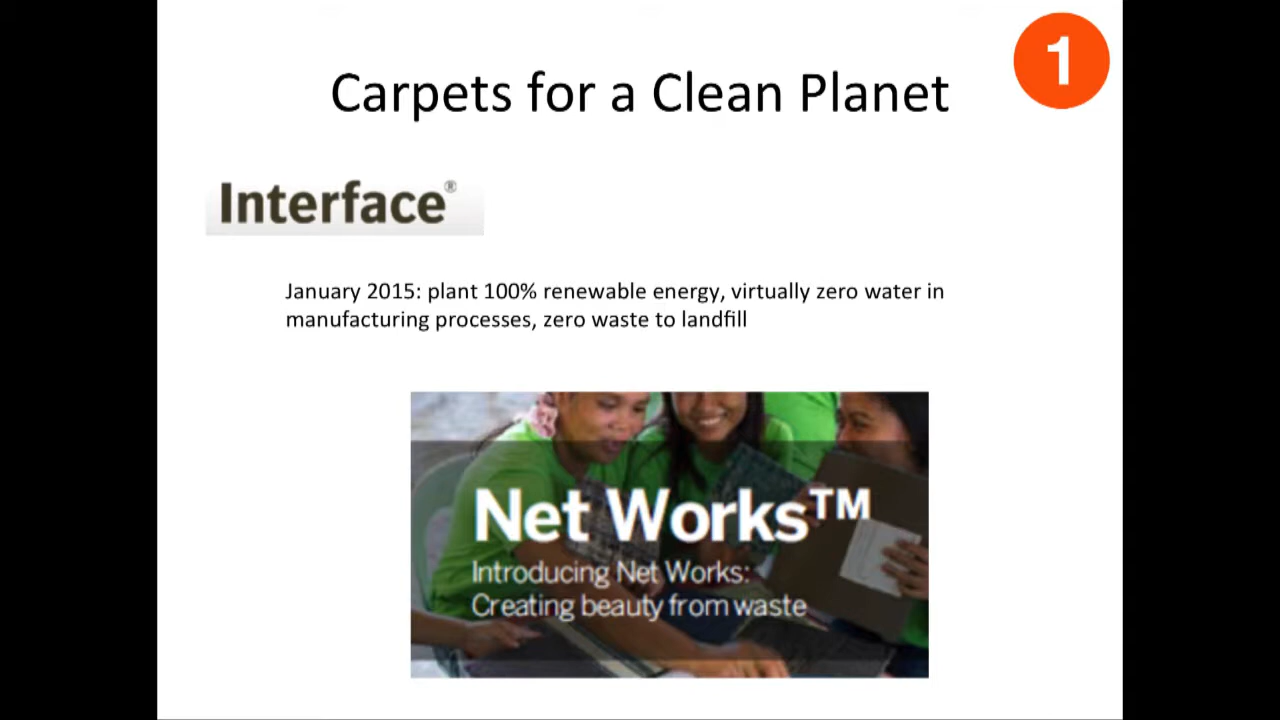 1
Carpets for a Clean Planet
Interface®
January 2015: plant 100% renewable energy, virtually zero water in
manufacturing processes, zero waste to landfill
Net Works™
Introducing Net Works:
Creating beauty from waste